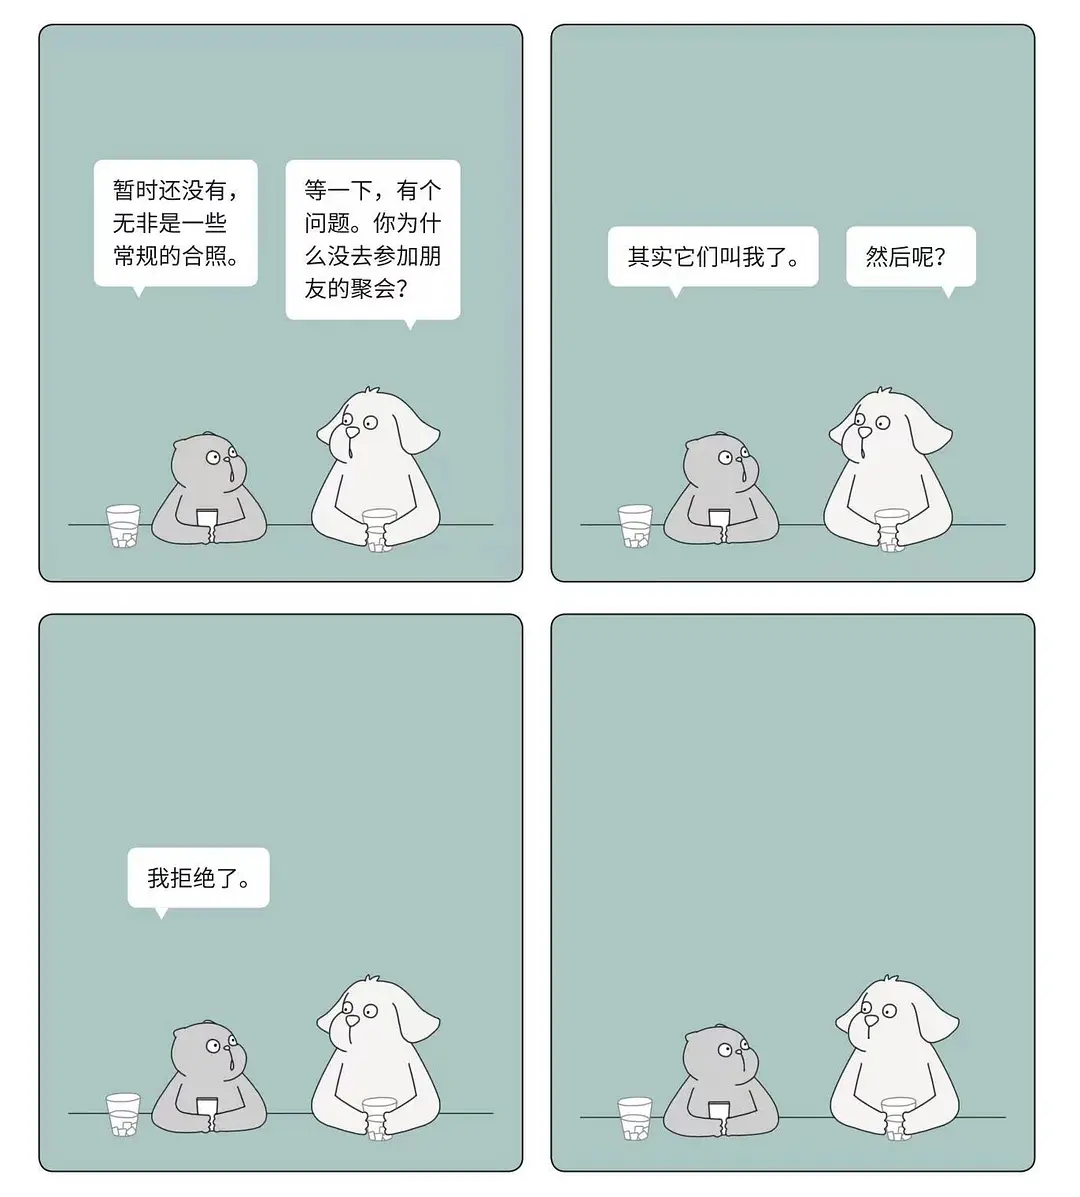 暂时还没有，
无非是一些
常规的合照。
等一下，有个
问题。你为什
么没去参加朋
友的聚会？
其实它们叫我了。
然后呢？
我拒绝了。